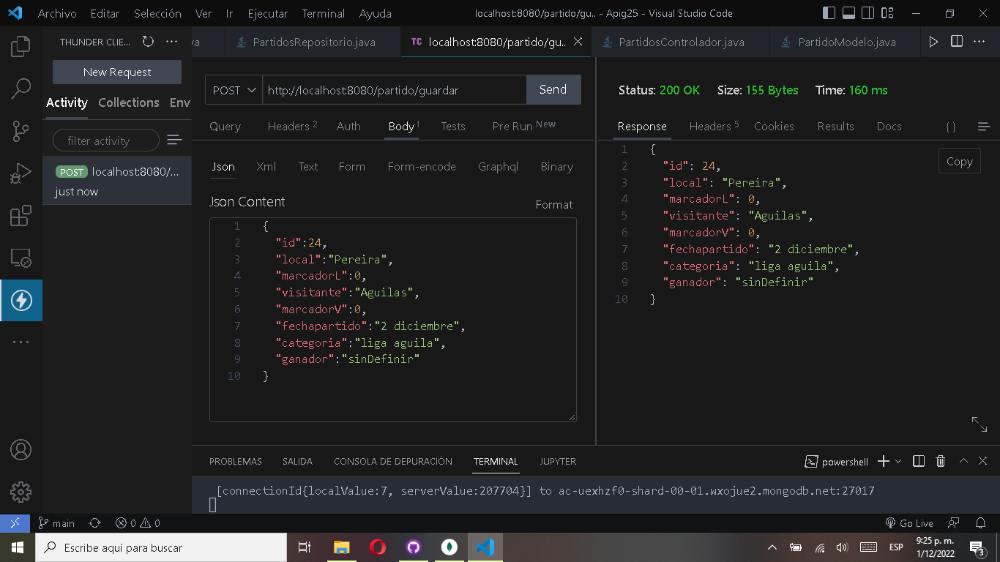 Archivo Editar Selección Ver Ir Ejecutar Terminal Ayuda localhost:8080/partido/gu.. - Apig25 - Visual Studio Code
THUNDER CLIE...
va PartidosRepositorio.java TC localhost:8080/partido/gu.. PartidosControlador.java PartidoModelo.java
New Request
Activity Collections Env
filter activity
POST localhost:8080/...
just now
POST http://localhost:8080/partido/guardar Send
Query Headers 2 Auth Body 1 Tests Pre Run New
Json Xml Text Form Form-encode Graphql Binary
Json Content Format
1 {
2 "id":24,
3 "local":"Pereira",
4 "marcadorL":0,
5 "visitante":"Aguilas",
6 "marcadorV":0,
7 "fechapartido":"2 diciembre",
8 "categoria":"liga aguila",
9 "ganador":"sinDefinir"
10 }
Status: 200 OK Size: 155 Bytes Time: 160 ms
Response Headers 5 Cookies Results Docs { }
Copy
1 {
2 "id": 24,
3 "local": "Pereira",
4 "marcadorL": 0,
5 "visitante": "Aguilas",
6 "marcadorV": 0,
7 "fechapartido": "2 diciembre",
8 "categoria": "liga aguila",
9 "ganador": "sinDefinir"
10 }
PROBLEMAS SALIDA CONSOLA DE DEPURACIÓN TERMINAL JUPYTER powershell
[connectionId{localValue:7, serverValue:207704}] to ac-uexhzf0-shard-00-01.wxojue2.mongodb.net:27017
main 0 0 Go Live
Escribe aquí para buscar
ESP
9:25 p. m.
1/12/2022
3